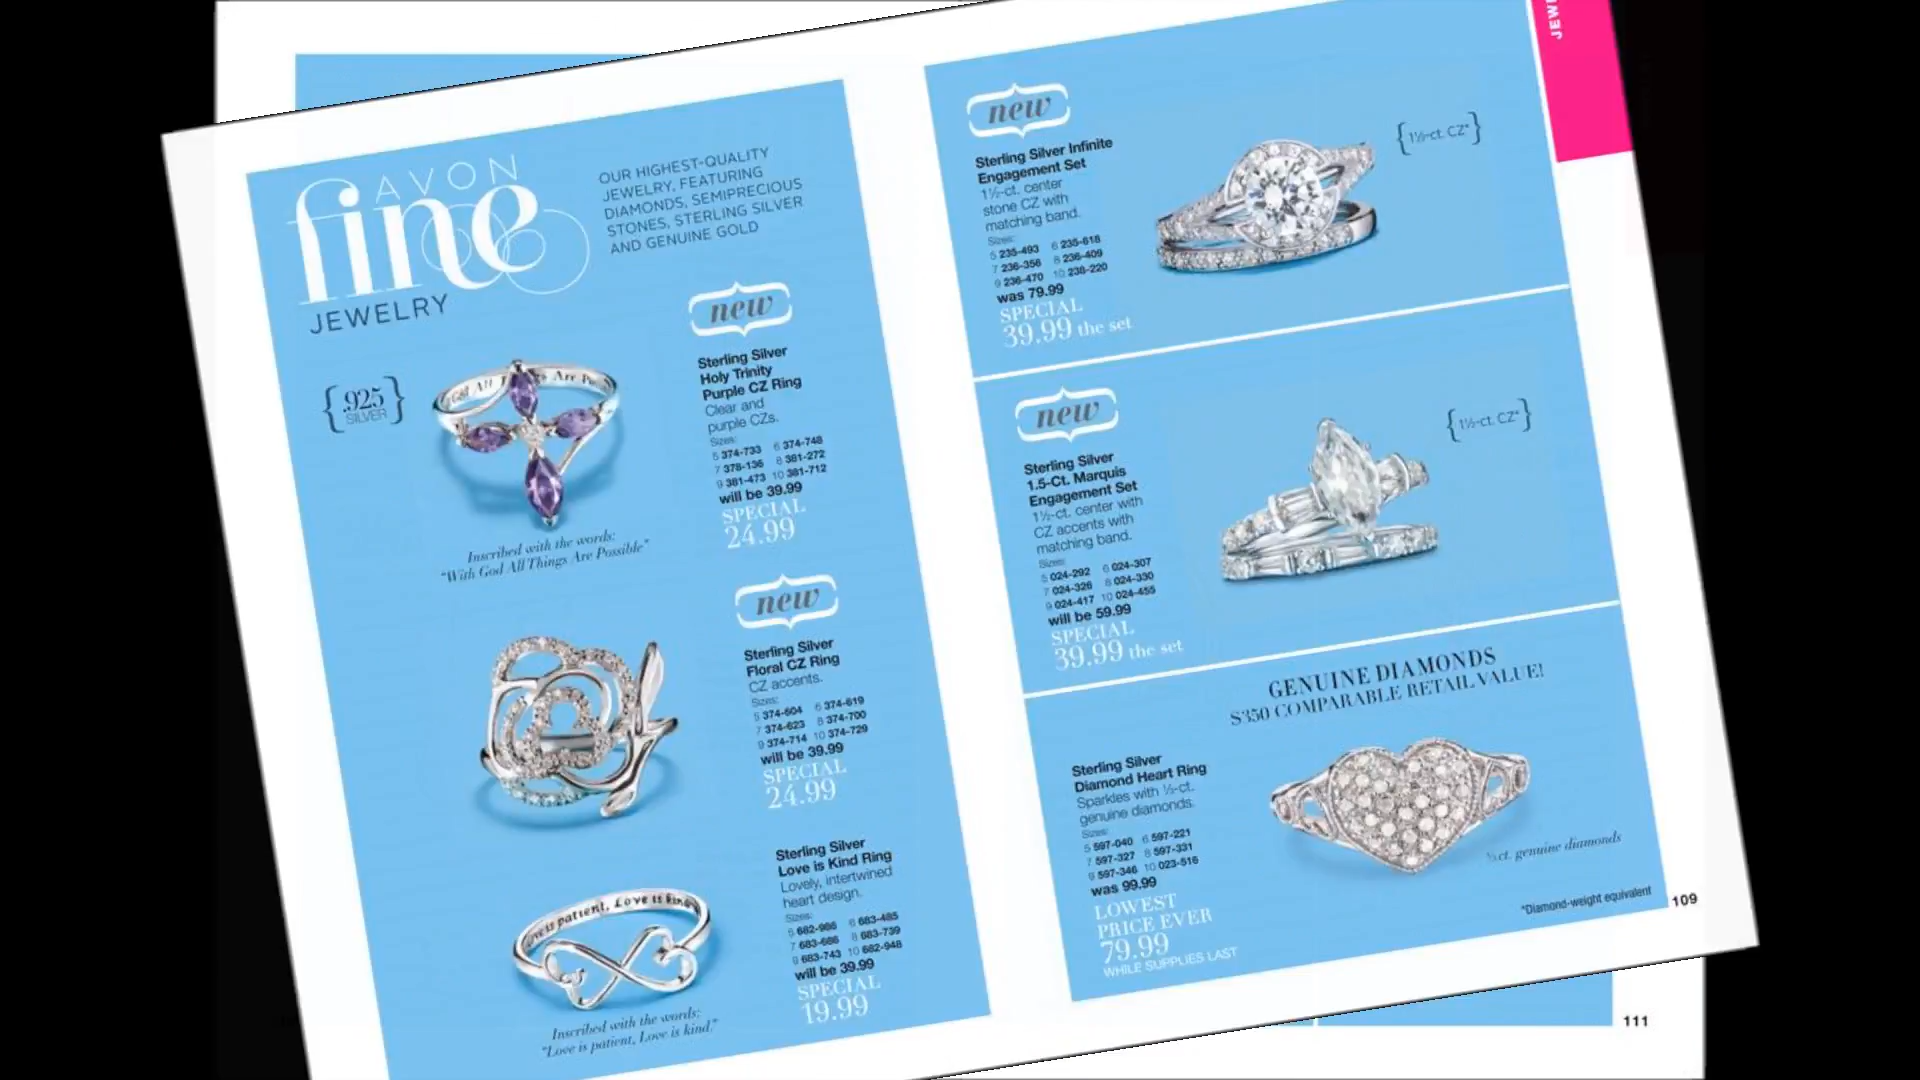 AVON
fine
JEWELRY
OUR HIGHEST-QUALITY
JEWELRY, FEATURING
DIAMONDS, SEMIPRECIOUS
STONES, STERLING SILVER
AND GENUINE GOLD
{.925
SILVER}
new
Sterling Silver
Holy Trinity
Purple CZ Ring
Clear and
purple CZs.
Sizes:
5 374-733 6 374-748
7 378-136 8 381-272
9 381-473 10 381-712
will be 39.99
SPECIAL
24.99
Inscribed with the words:
"With God All Things Are Possible"
new
Sterling Silver
Floral CZ Ring
CZ accents.
Sizes:
5 374-604 6 374-619
7 374-623 8 374-700
9 374-714 10 374-729
will be 39.99
SPECIAL
24.99
Sterling Silver
Love is Kind Ring
Lovely, intertwined
heart design.
Sizes:
5 682-986 6 683-485
7 683-686 8 683-739
9 683-743 10 682-948
will be 39.99
SPECIAL
19.99
is patient, Love is kind
Inscribed with the words:
"Love is patient, Love is kind."
JEW
new
Sterling Silver Infinite
Engagement Set
1½-ct. center
stone CZ with
matching band.
Sizes:
5 235-493 6 235-618
7 236-356 8 236-409
9 236-470 10 238-220
was 79.99
SPECIAL
39.99 the set
{1½-ct. CZ*}
new
Sterling Silver
1.5-Ct. Marquis
Engagement Set
1½-ct. center with
CZ accents with
matching band.
Sizes:
5 024-292 6 024-307
7 024-326 8 024-330
9 024-417 10 024-455
will be 59.99
SPECIAL
39.99 the set
{1½-ct. CZ*}
GENUINE DIAMONDS
$350 COMPARABLE RETAIL VALUE!
Sterling Silver
Diamond Heart Ring
Sparkles with ½-ct.
genuine diamonds.
Sizes:
5 597-040 6 597-221
7 597-327 8 597-331
9 597-346 10 023-516
was 99.99
LOWEST
PRICE EVER
79.99
WHILE SUPPLIES LAST
ct. genuine diamonds
*Diamond-weight equivalent
109
111